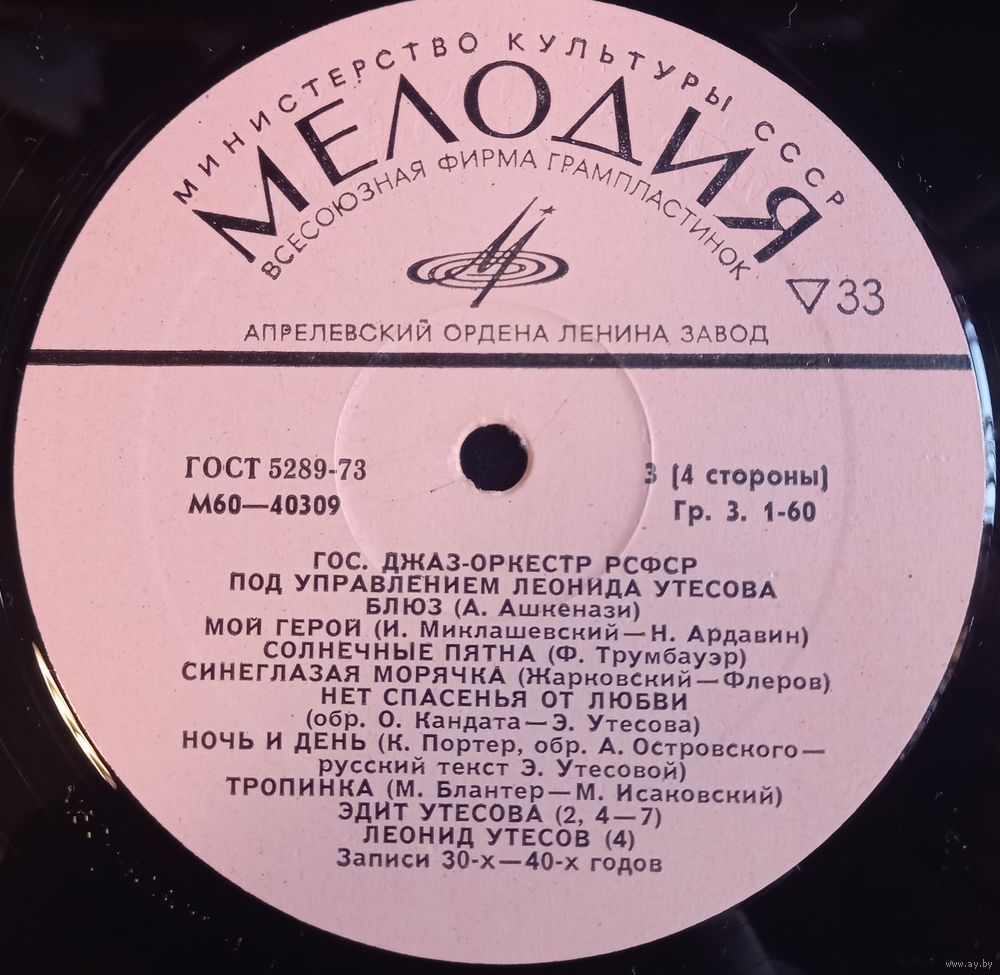 МИНИСТЕРСТВО КУЛЬТУРЫ СССР
МЕЛОДИЯ
ВСЕСОЮЗНАЯ ФИРМА ГРАМПЛАСТИНОК
33
АПРЕЛЕВСКИЙ ОРДЕНА ЛЕНИНА ЗАВОД
ГОСТ 5289-73
М60—40309
3 (4 стороны)
Гр. 3. 1-60
ГОС. ДЖАЗ-ОРКЕСТР РСФСР
ПОД УПРАВЛЕНИЕМ ЛЕОНИДА УТЕСОВА
БЛЮЗ (А. Ашкенази)
МОЙ ГЕРОЙ (И. Миклашевский—Н. Ардавин)
СОЛНЕЧНЫЕ ПЯТНА (Ф. Трумбауэр)
СИНЕГЛАЗАЯ МОРЯЧКА (Жарковский—Флеров)
НЕТ СПАСЕНЬЯ ОТ ЛЮБВИ
(обр. О. Кандата—Э. Утесова)
НОЧЬ И ДЕНЬ (К. Портер, обр. А. Островского—
русский текст Э. Утесовой)
ТРОПИНКА (М. Блантер—М. Исаковский)
ЭДИТ УТЕСОВА (2, 4—7)
ЛЕОНИД УТЕСОВ (4)
Записи 30-х—40-х годов
www.ay.by